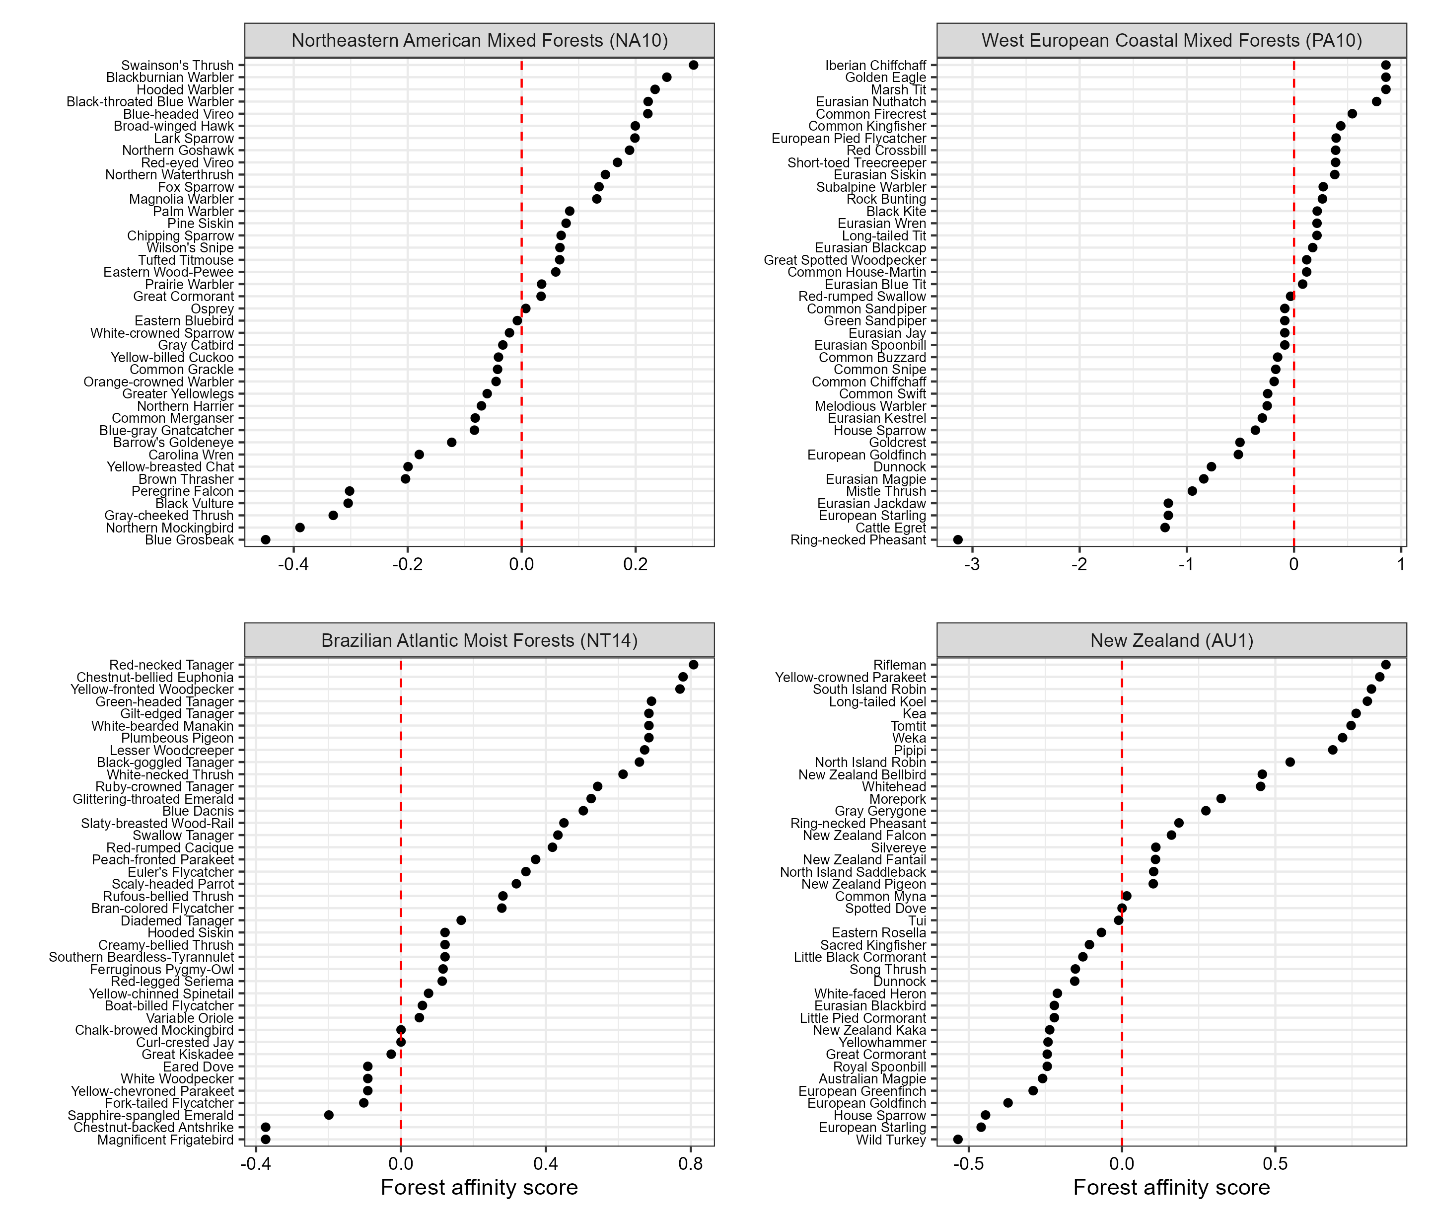 Northeastern American Mixed Forests (NA10)
Swainson's Thrush
Blackburnian Warbler
Hooded Warbler
Black-throated Blue Warbler
Blue-headed Vireo
Broad-winged Hawk
Lark Sparrow
Northern Goshawk
Red-eyed Vireo
Northern Waterthrush
Fox Sparrow
Magnolia Warbler
Palm Warbler
Pine Siskin
Chipping Sparrow
Wilson's Snipe
Tufted Titmouse
Eastern Wood-Pewee
Prairie Warbler
Great Cormorant
Osprey
Eastern Bluebird
White-crowned Sparrow
Gray Catbird
Yellow-billed Cuckoo
Common Grackle
Orange-crowned Warbler
Greater Yellowlegs
Northern Harrier
Common Merganser
Blue-gray Gnatcatcher
Barrow's Goldeneye
Carolina Wren
Yellow-breasted Chat
Brown Thrasher
Peregrine Falcon
Black Vulture
Gray-cheeked Thrush
Northern Mockingbird
Blue Grosbeak
-0.4 -0.2 0.0 0.2
West European Coastal Mixed Forests (PA10)
Iberian Chiffchaff
Golden Eagle
Marsh Tit
Eurasian Nuthatch
Common Firecrest
Common Kingfisher
European Pied Flycatcher
Red Crossbill
Short-toed Treecreeper
Eurasian Siskin
Subalpine Warbler
Rock Bunting
Black Kite
Eurasian Wren
Long-tailed Tit
Eurasian Blackcap
Great Spotted Woodpecker
Common House-Martin
Eurasian Blue Tit
Red-rumped Swallow
Common Sandpiper
Green Sandpiper
Eurasian Jay
Eurasian Spoonbill
Common Buzzard
Common Snipe
Common Chiffchaff
Common Swift
Melodious Warbler
Eurasian Kestrel
House Sparrow
Goldcrest
European Goldfinch
Dunnock
Eurasian Magpie
Mistle Thrush
Eurasian Jackdaw
European Starling
Cattle Egret
Ring-necked Pheasant
-3 -2 -1 0 1
Brazilian Atlantic Moist Forests (NT14)
Red-necked Tanager
Chestnut-bellied Euphonia
Yellow-fronted Woodpecker
Green-headed Tanager
Gilt-edged Tanager
White-bearded Manakin
Plumbeous Pigeon
Lesser Woodcreeper
Black-goggled Tanager
White-necked Thrush
Ruby-crowned Tanager
Glittering-throated Emerald
Blue Dacnis
Slaty-breasted Wood-Rail
Swallow Tanager
Red-rumped Cacique
Peach-fronted Parakeet
Euler's Flycatcher
Scaly-headed Parrot
Rufous-bellied Thrush
Bran-colored Flycatcher
Diademed Tanager
Hooded Siskin
Creamy-bellied Thrush
Southern Beardless-Tyrannulet
Ferruginous Pygmy-Owl
Red-legged Seriema
Yellow-chinned Spinetail
Boat-billed Flycatcher
Variable Oriole
Chalk-browed Mockingbird
Curl-crested Jay
Great Kiskadee
Eared Dove
White Woodpecker
Yellow-chevroned Parakeet
Fork-tailed Flycatcher
Sapphire-spangled Emerald
Chestnut-backed Antshrike
Magnificent Frigatebird
-0.4 0.0 0.4 0.8
Forest affinity score
New Zealand (AU1)
Rifleman
Yellow-crowned Parakeet
South Island Robin
Long-tailed Koel
Kea
Tomtit
Weka
Pipipi
North Island Robin
New Zealand Bellbird
Whitehead
Morepork
Gray Gerygone
Ring-necked Pheasant
New Zealand Falcon
Silvereye
New Zealand Fantail
North Island Saddleback
New Zealand Pigeon
Common Myna
Spotted Dove
Tui
Eastern Rosella
Sacred Kingfisher
Little Black Cormorant
Song Thrush
Dunnock
White-faced Heron
Eurasian Blackbird
Little Pied Cormorant
New Zealand Kaka
Yellowhammer
Great Cormorant
Royal Spoonbill
Australian Magpie
European Greenfinch
European Goldfinch
House Sparrow
European Starling
Wild Turkey
-0.5 0.0 0.5
Forest affinity score